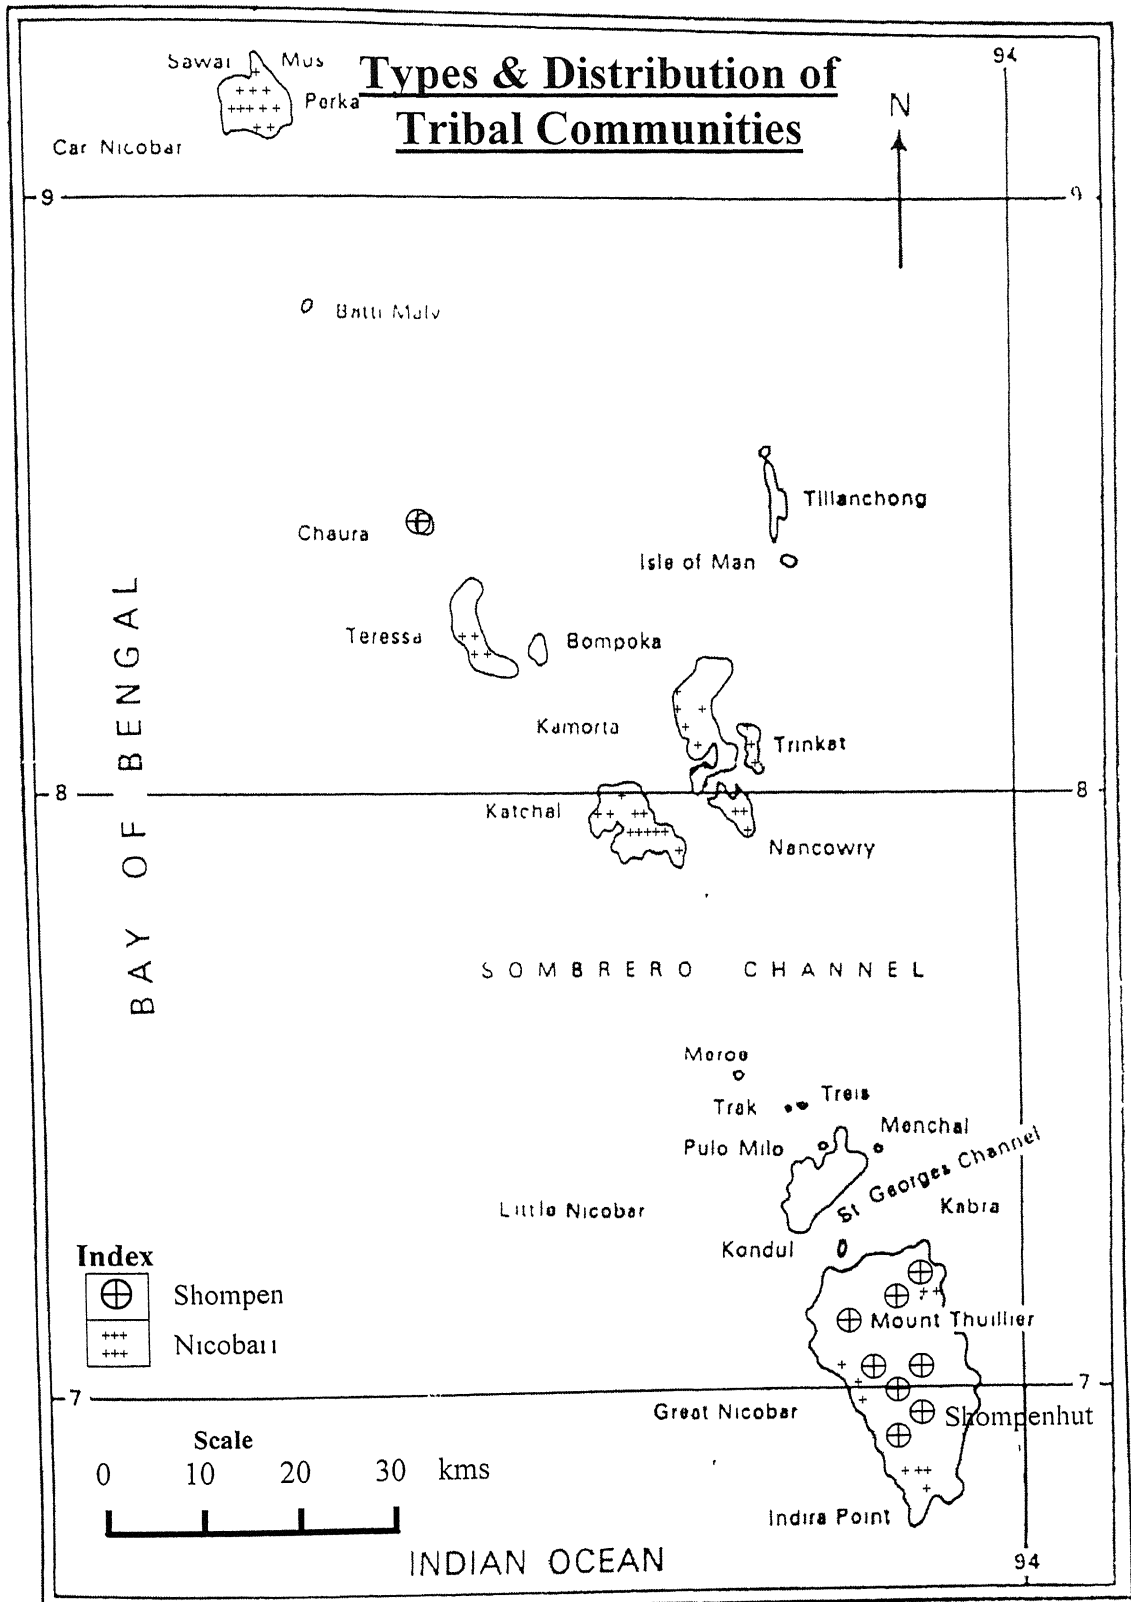 Types & Distribution of
Tribal Communities
94
Sawai
Mus
Perka
Car Nicobar
N
9
9
Batti Malv
Tillanchong
Chaura
Isle of Man
Teressa
Bompoka
Kamorta
Trinkat
BAY OF BENGAL
8
8
Katchal
Nancowry
SOMBRERO CHANNEL
Meroe
Treis
Trak
Menchal
Pulo Milo
St Georges Channel
Little Nicobar
Kabra
Kondul
Index
Shompen
Nicobari
Mount Thuillier
7
7
Great Nicobar
Shompenhut
Scale
0 10 20 30 kms
Indira Point
INDIAN OCEAN
94